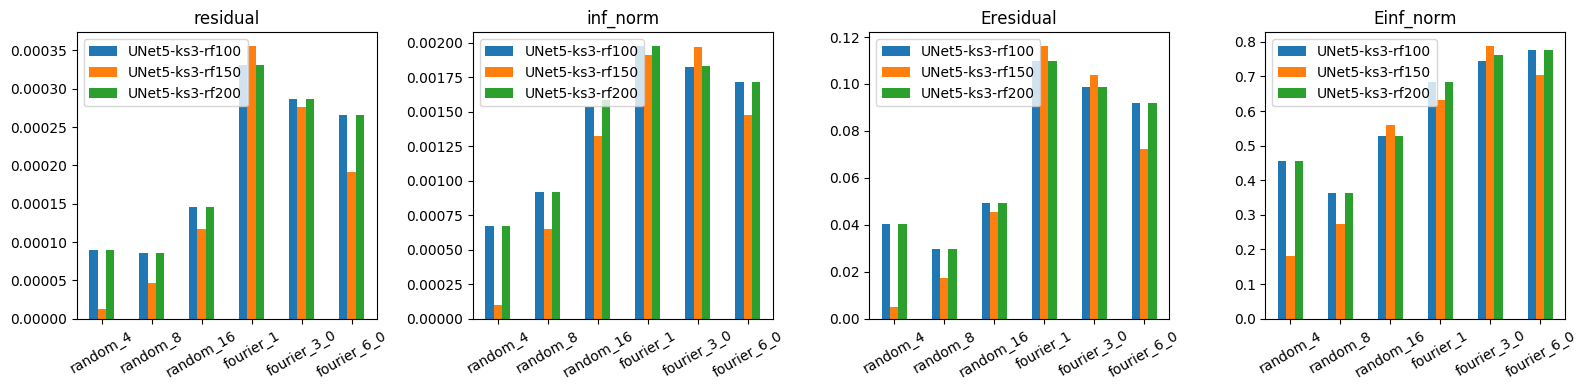 residual
UNet5-ks3-rf100
UNet5-ks3-rf150
UNet5-ks3-rf200
0.00035
0.00030
0.00025
0.00020
0.00015
0.00010
0.00005
0.00000
random_4
random_8
random_16
fourier_1
fourier_3_0
fourier_6_0
inf_norm
UNet5-ks3-rf100
UNet5-ks3-rf150
UNet5-ks3-rf200
0.00200
0.00175
0.00150
0.00125
0.00100
0.00075
0.00050
0.00025
0.00000
random_4
random_8
random_16
fourier_1
fourier_3_0
fourier_6_0
Eresidual
UNet5-ks3-rf100
UNet5-ks3-rf150
UNet5-ks3-rf200
0.12
0.10
0.08
0.06
0.04
0.02
0.00
random_4
random_8
random_16
fourier_1
fourier_3_0
fourier_6_0
Einf_norm
UNet5-ks3-rf100
UNet5-ks3-rf150
UNet5-ks3-rf200
0.8
0.7
0.6
0.5
0.4
0.3
0.2
0.1
0.0
random_4
random_8
random_16
fourier_1
fourier_3_0
fourier_6_0